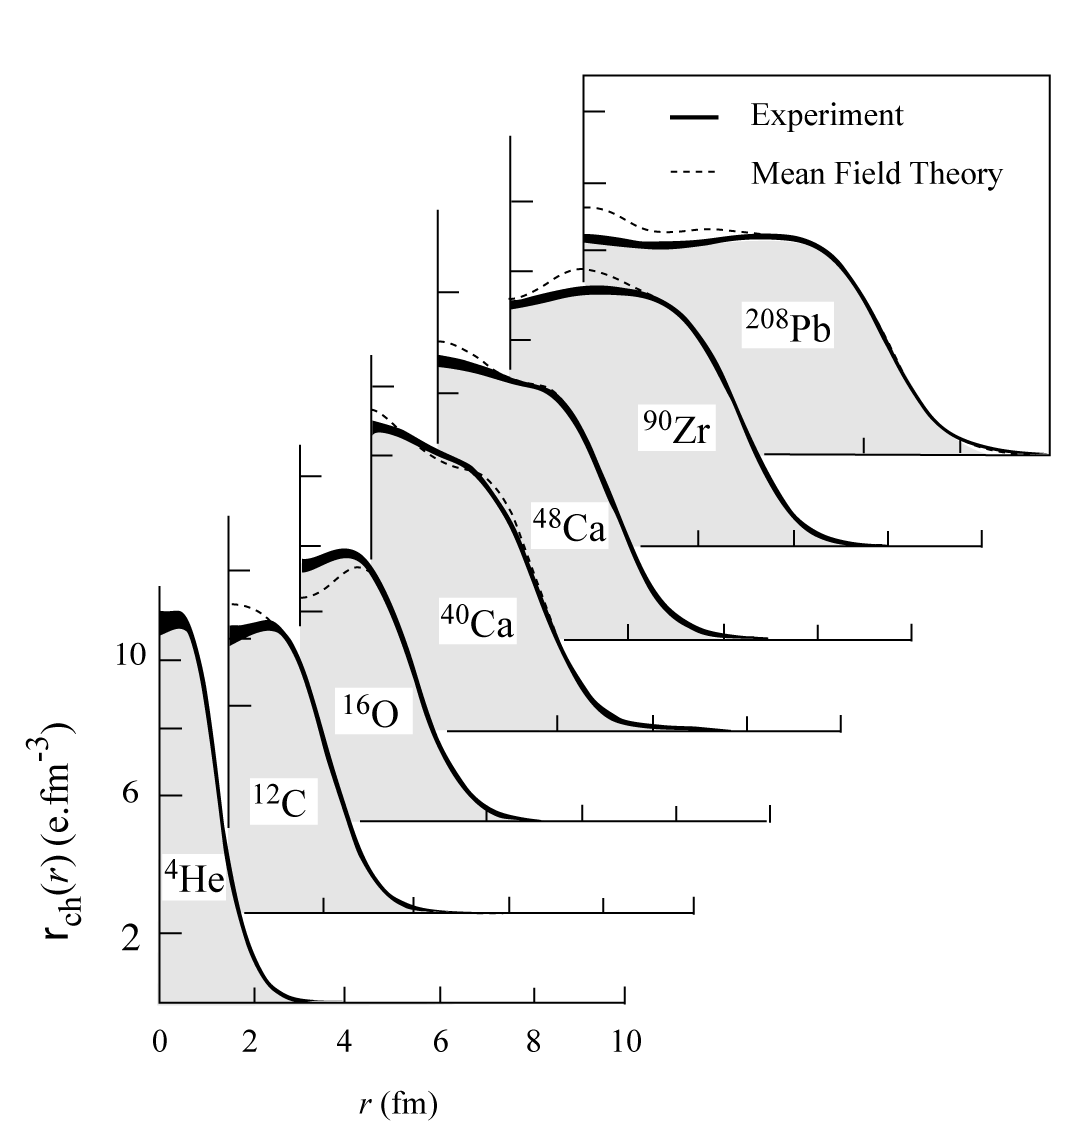 Experiment
Mean Field Theory
208Pb
90Zr
48Ca
40Ca
16O
12C
4He
10
6
2
rch(r) (e.fm-3)
0 2 4 6 8 10
r (fm)